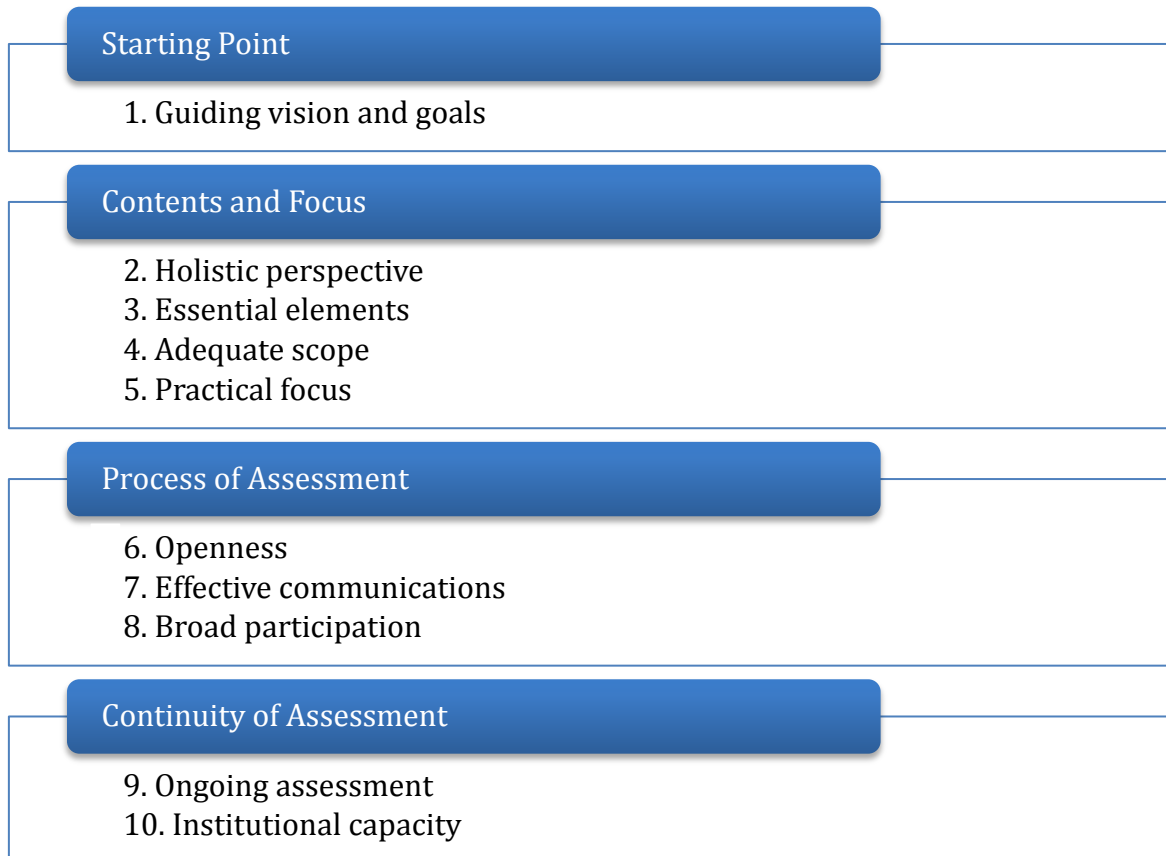 Starting Point
1. Guiding vision and goals
Contents and Focus
2. Holistic perspective
3. Essential elements
4. Adequate scope
5. Practical focus
Process of Assessment
6. Openness
7. Effective communications
8. Broad participation
Continuity of Assessment
9. Ongoing assessment
10. Institutional capacity